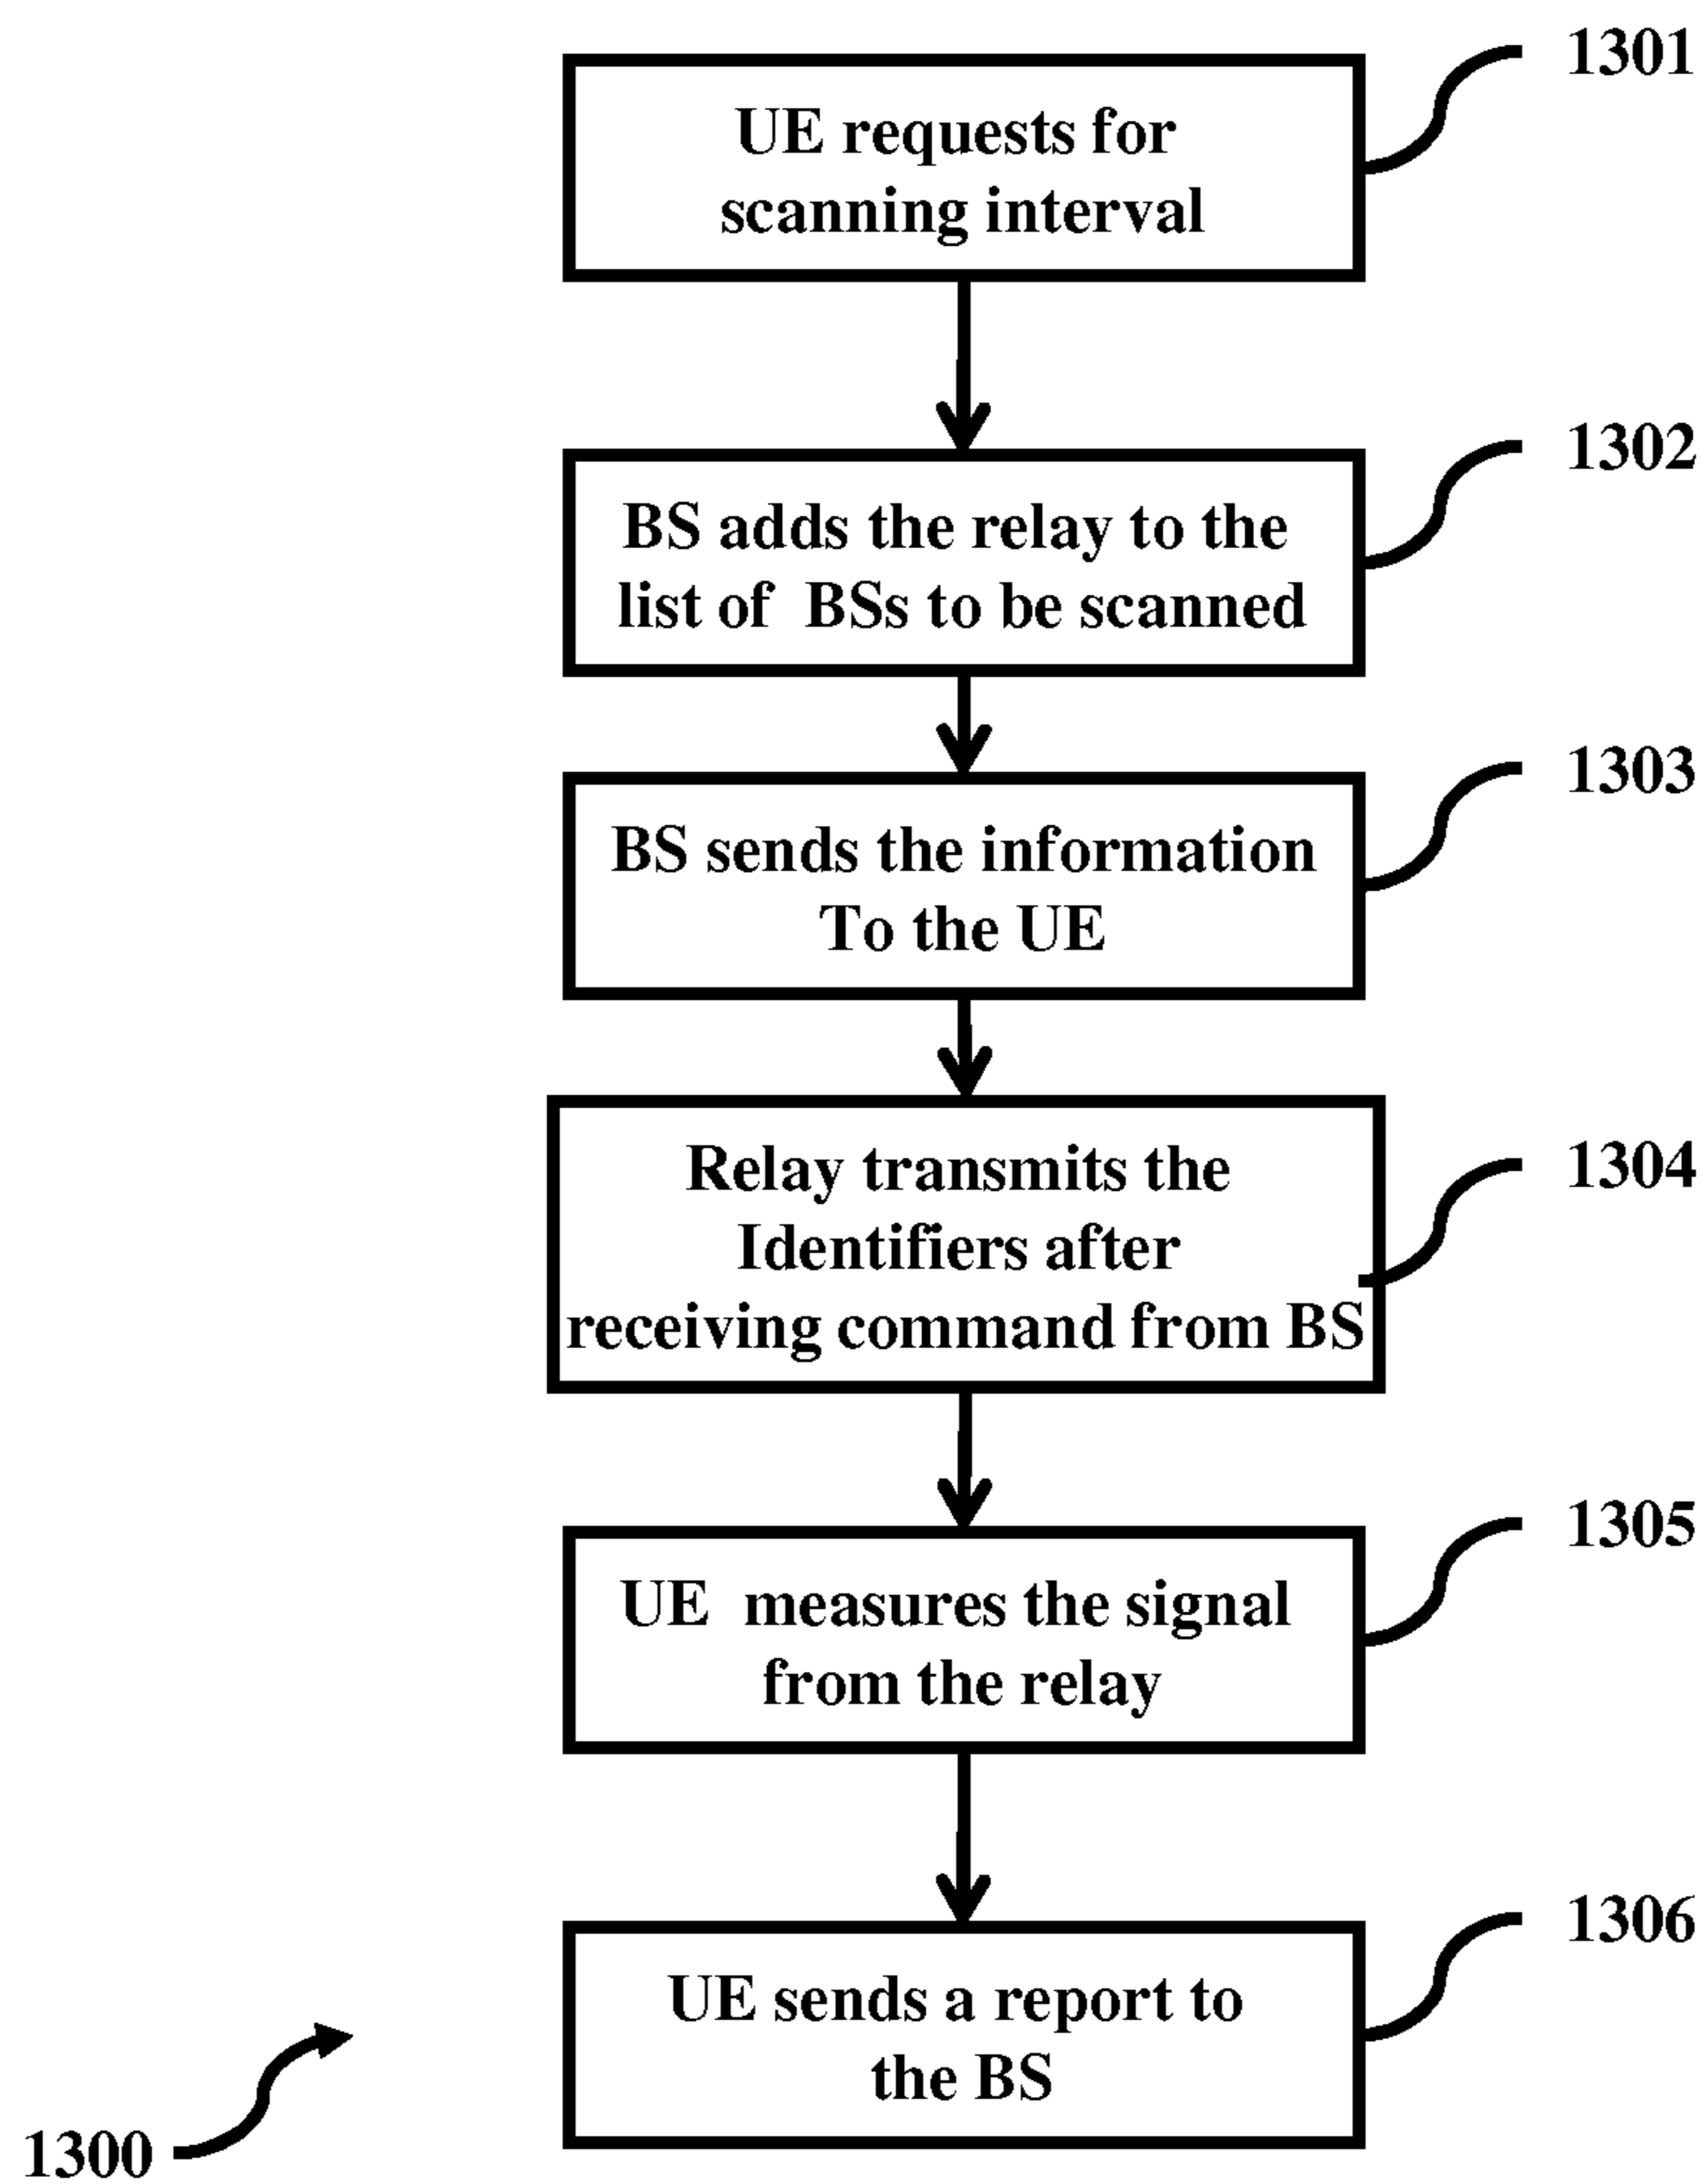 1301
UE requests for
scanning interval
1302
BS adds the relay to the
list of BSs to be scanned
1303
BS sends the information
To the UE
1304
Relay transmits the
Identifiers after
receiving command from BS
1305
UE measures the signal
from the relay
1306
UE sends a report to
the BS
1300